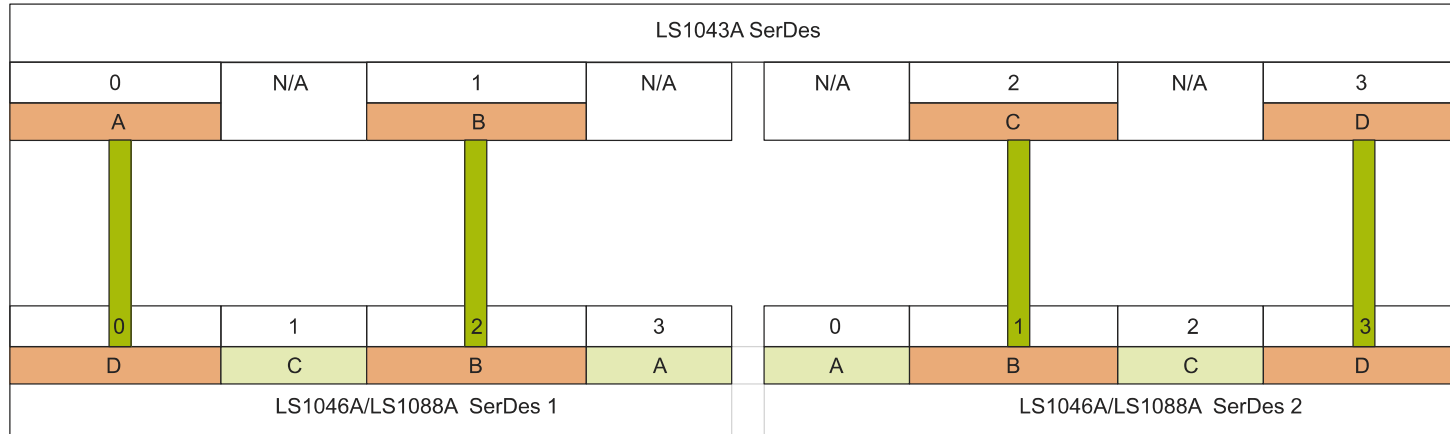 LS1043A SerDes
0 N/A 1 N/A N/A 2 N/A 3
A B C D
0 1 2 3 0 1 2 3
D C B A A B C D
LS1046A/LS1088A SerDes 1 LS1046A/LS1088A SerDes 2